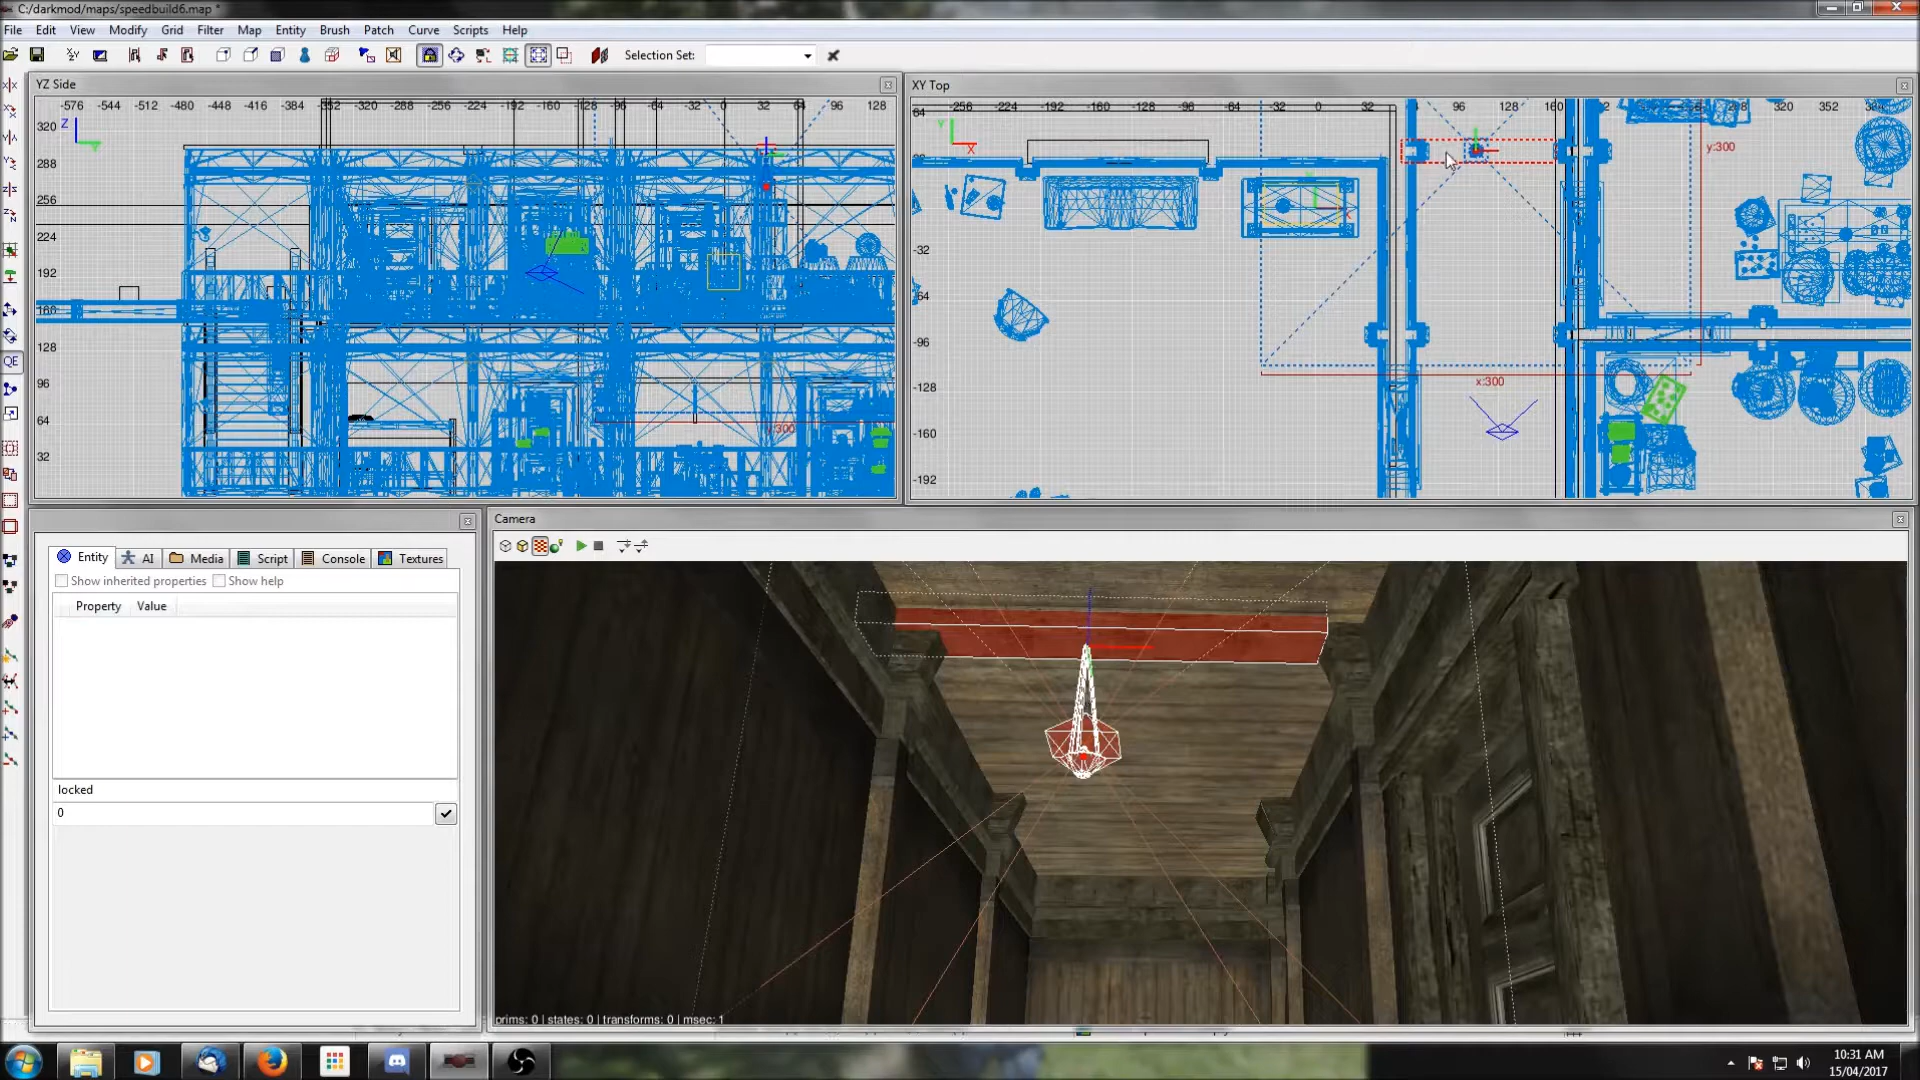 C:/darkmod/maps/speedbuild6.map *
File Edit View Modify Grid Filter Map Entity Brush Patch Curve Scripts Help
Selection Set:
YZ Side
-576 -544 -512 -480 -448 -416 -384 -320 -288 -256 -224 -192 -160 -128 -96 -64 -32 0 32 64 96 128
320
Z
288
256
224
192
160
128
96
64
32
y:300
XY Top
-256 -224 -192 -160 -128 -96 -64 -32 0 32 96 128 160 320 352
64
Y
X
y:300
-32
-64
-96
-128
-160
-192
x:300
Entity AI Media Script Console Textures
Show inherited properties Show help
Property Value
locked
0
Camera
prims: 0 | states: 0 | transforms: 0 | msec: 1
QE
10:31 AM
15/04/2017